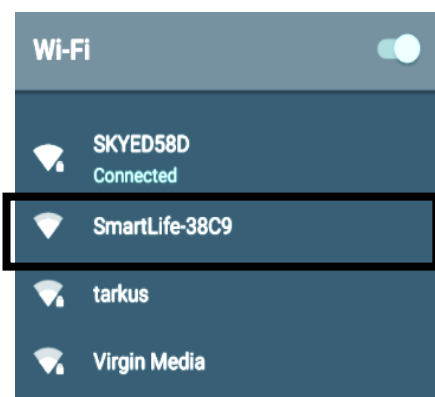 Wi-Fi
SKYED58D
Connected
SmartLife-38C9
tarkus
Virgin Media